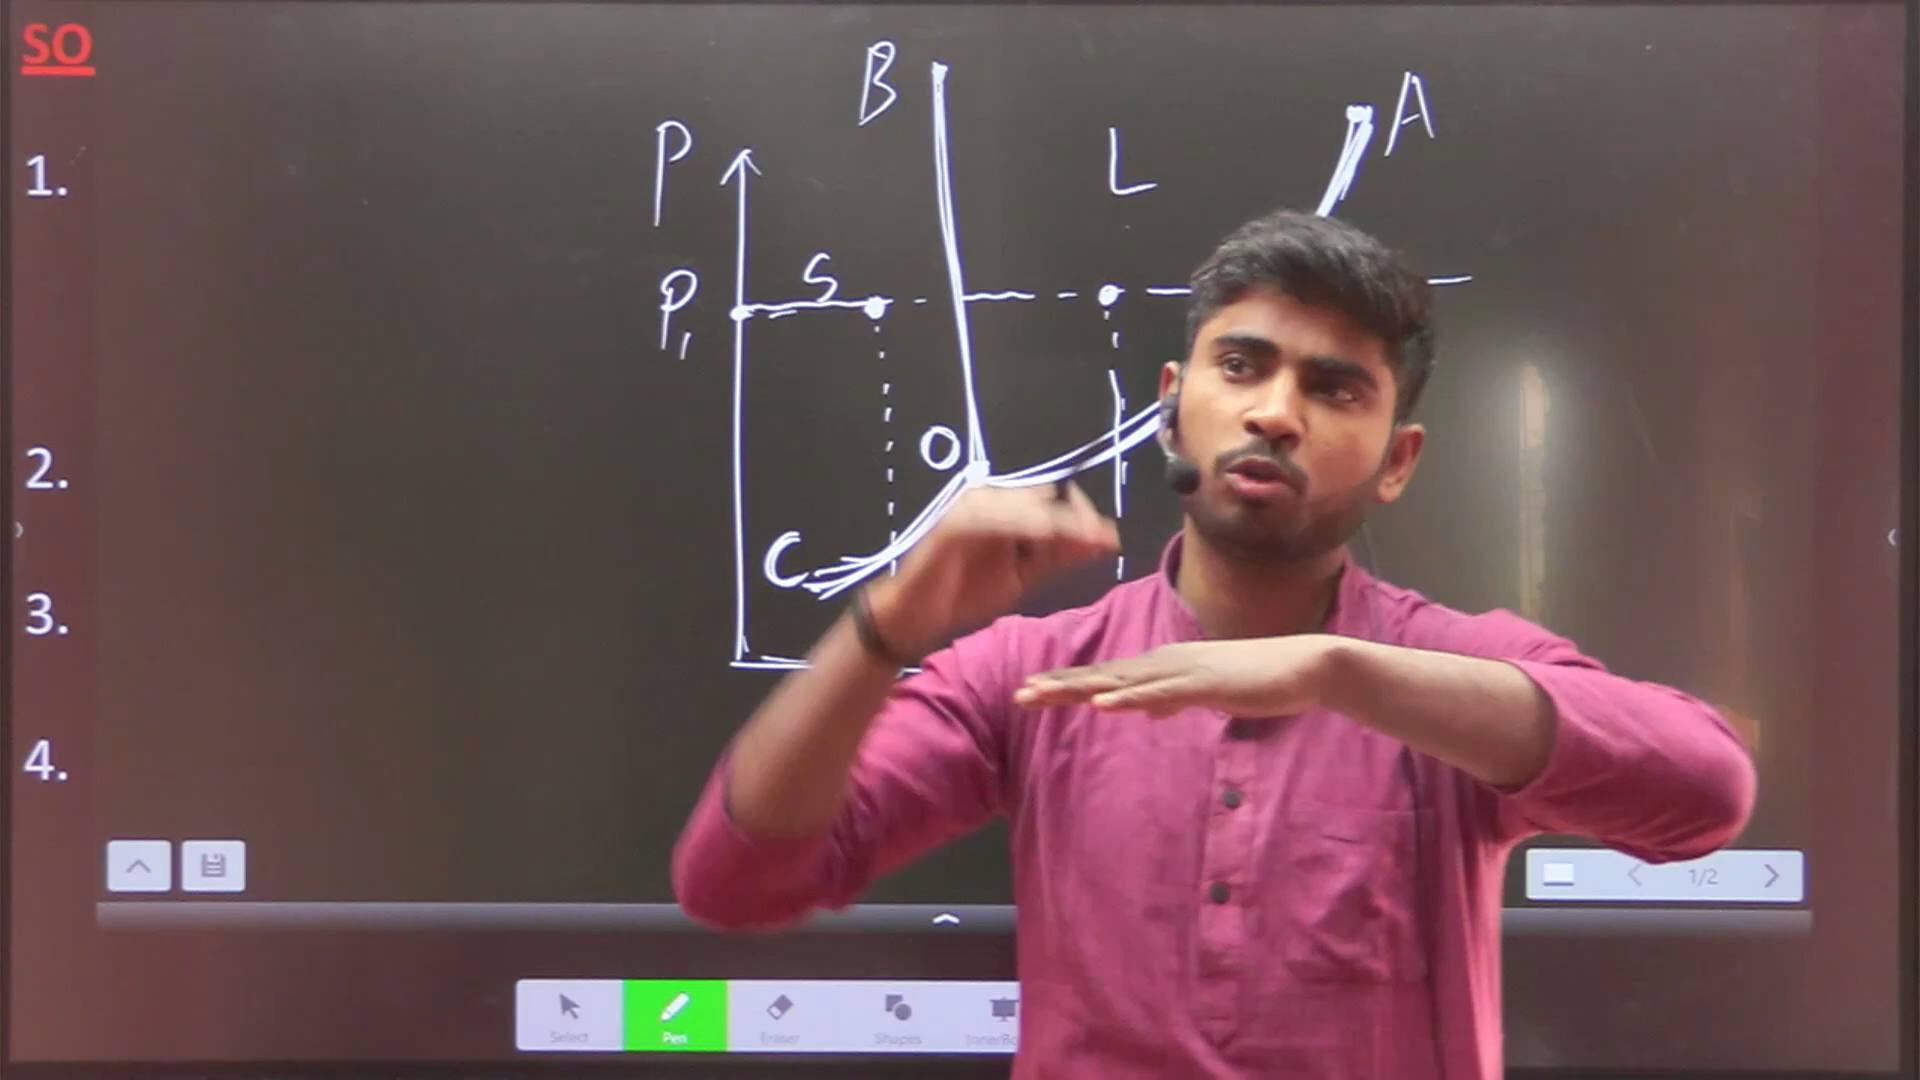 SO
1.
2.
3.
4.
B
A
P
L
S
P₁
O
C
1/2
Select
Pen
Eraser
Shapes